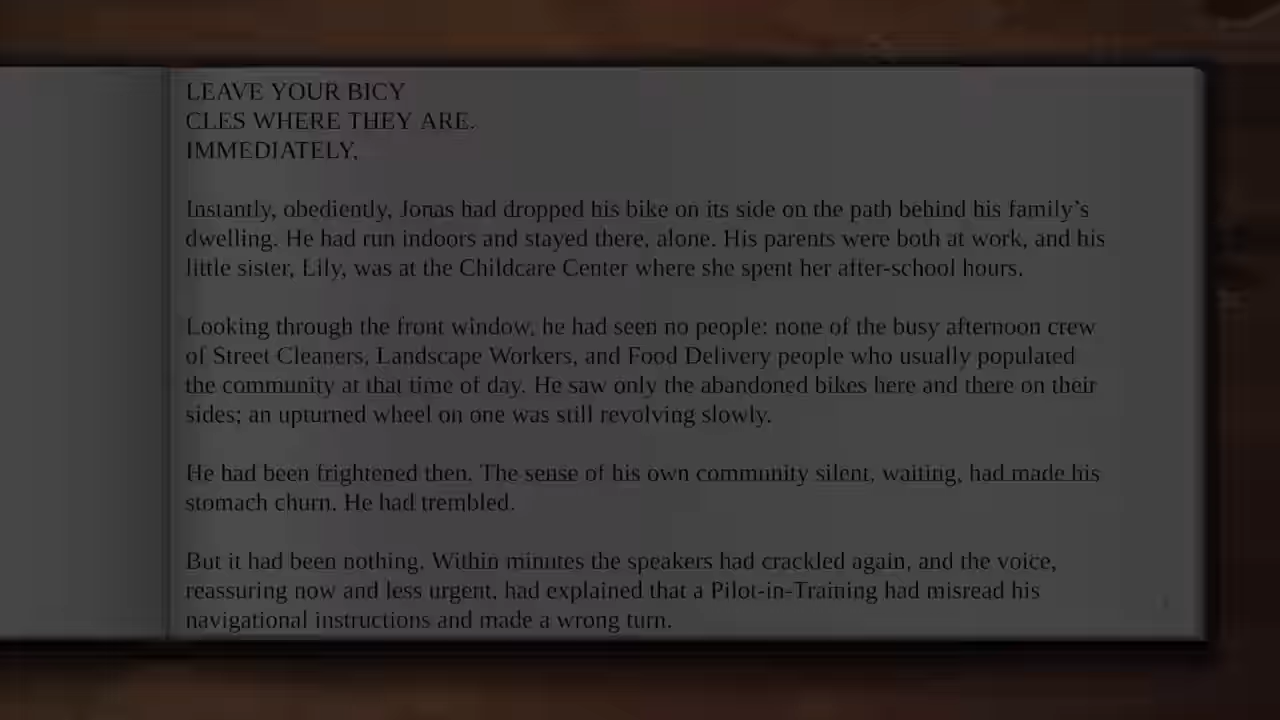 LEAVE YOUR BICY
CLES WHERE THEY ARE.
IMMEDIATELY,
Instantly, obediently, Jonas had dropped his bike on its side on the path behind his family’s
dwelling. He had run indoors and stayed there, alone. His parents were both at work, and his
little sister, Lily, was at the Childcare Center where she spent her after-school hours.
Looking through the front window, he had seen no people: none of the busy afternoon crew
of Street Cleaners, Landscape Workers, and Food Delivery people who usually populated
the community at that time of day. He saw only the abandoned bikes here and there on their
sides; an upturned wheel on one was still revolving slowly.
He had been frightened then. The sense of his own community silent, waiting, had made his
stomach churn. He had trembled.
But it had been nothing. Within minutes the speakers had crackled again, and the voice,
reassuring now and less urgent, had explained that a Pilot-in-Training had misread his
navigational instructions and made a wrong turn.